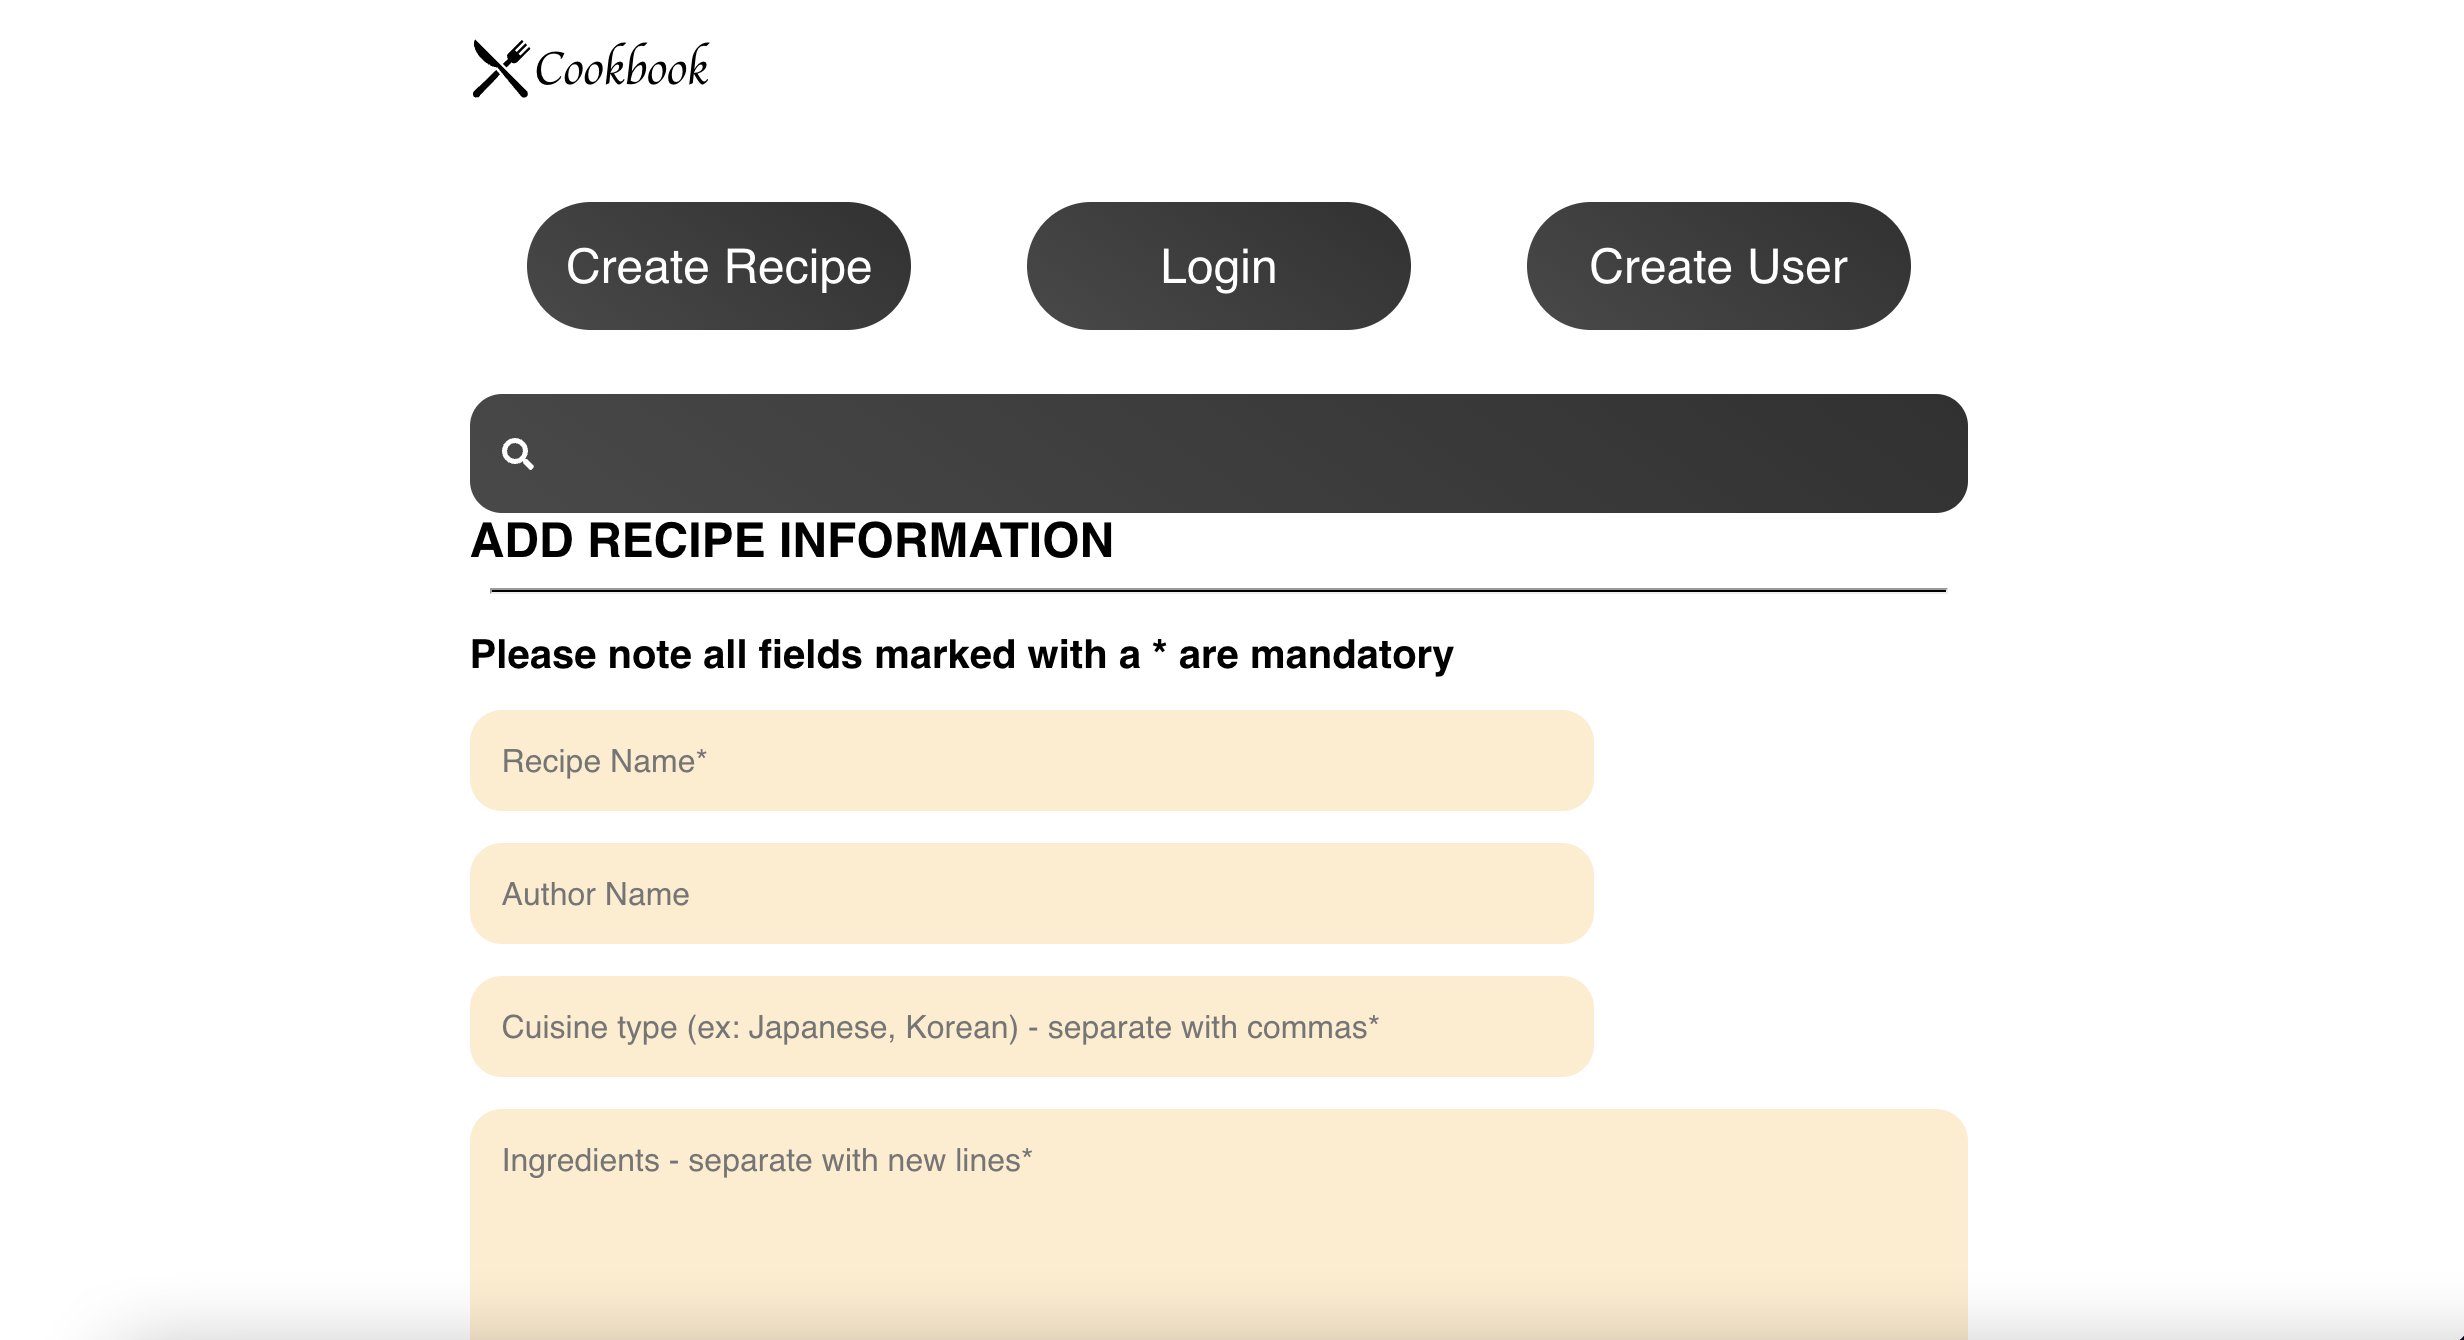 Cookbook
Create Recipe
Login
Create User
ADD RECIPE INFORMATION
Please note all fields marked with a * are mandatory
Recipe Name*
Author Name
Cuisine type (ex: Japanese, Korean) - separate with commas*
Ingredients - separate with new lines*